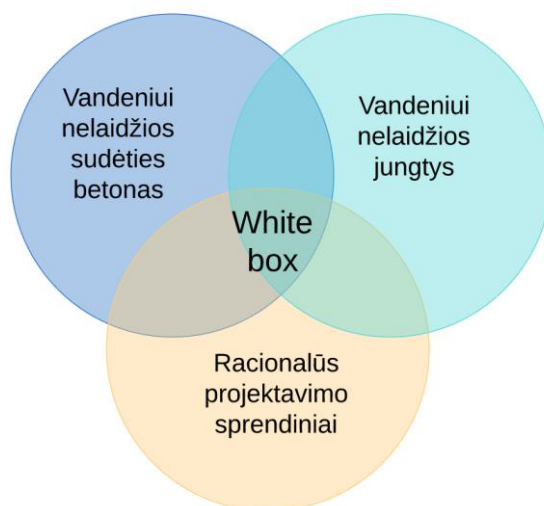 Vandeniui
nelaidžios
sudėties
betonas
Vandeniui
nelaidžios
jungtys
White
box
Racionalūs
projektavimo
sprendiniai